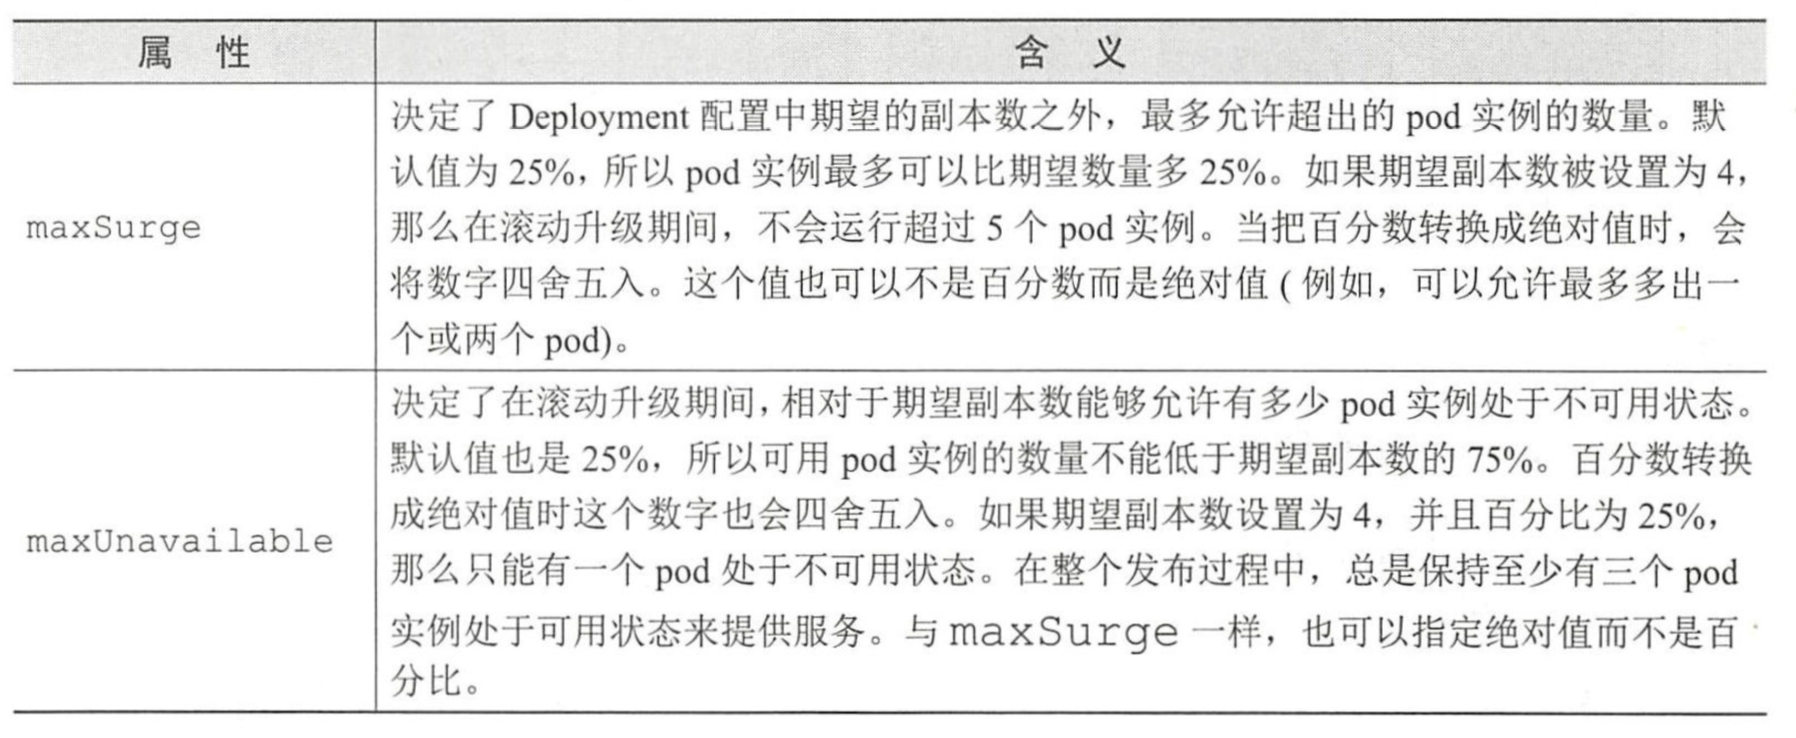 属 性
含 义
maxSurge
决定了 Deployment 配置中期望的副本数之外，最多允许超出的 pod 实例的数量。默
认值为 25%，所以 pod 实例最多可以比期望数量多 25%。如果期望副本数被设置为 4，
那么在滚动升级期间，不会运行超过 5 个 pod 实例。当把百分数转换成绝对值时，会
将数字四舍五入。这个值也可以不是百分数而是绝对值 ( 例如，可以允许最多多出一
个或两个 pod)。
maxUnavailable
决定了在滚动升级期间，相对于期望副本数能够允许有多少 pod 实例处于不可用状态。
默认值也是 25%，所以可用 pod 实例的数量不能低于期望副本数的 75%。百分数转换
成绝对值时这个数字也会四舍五入。如果期望副本数设置为 4，并且百分比为 25%，
那么只能有一个 pod 处于不可用状态。在整个发布过程中，总是保持至少有三个 pod
实例处于可用状态来提供服务。与 maxSurge 一样，也可以指定绝对值而不是百
分比。